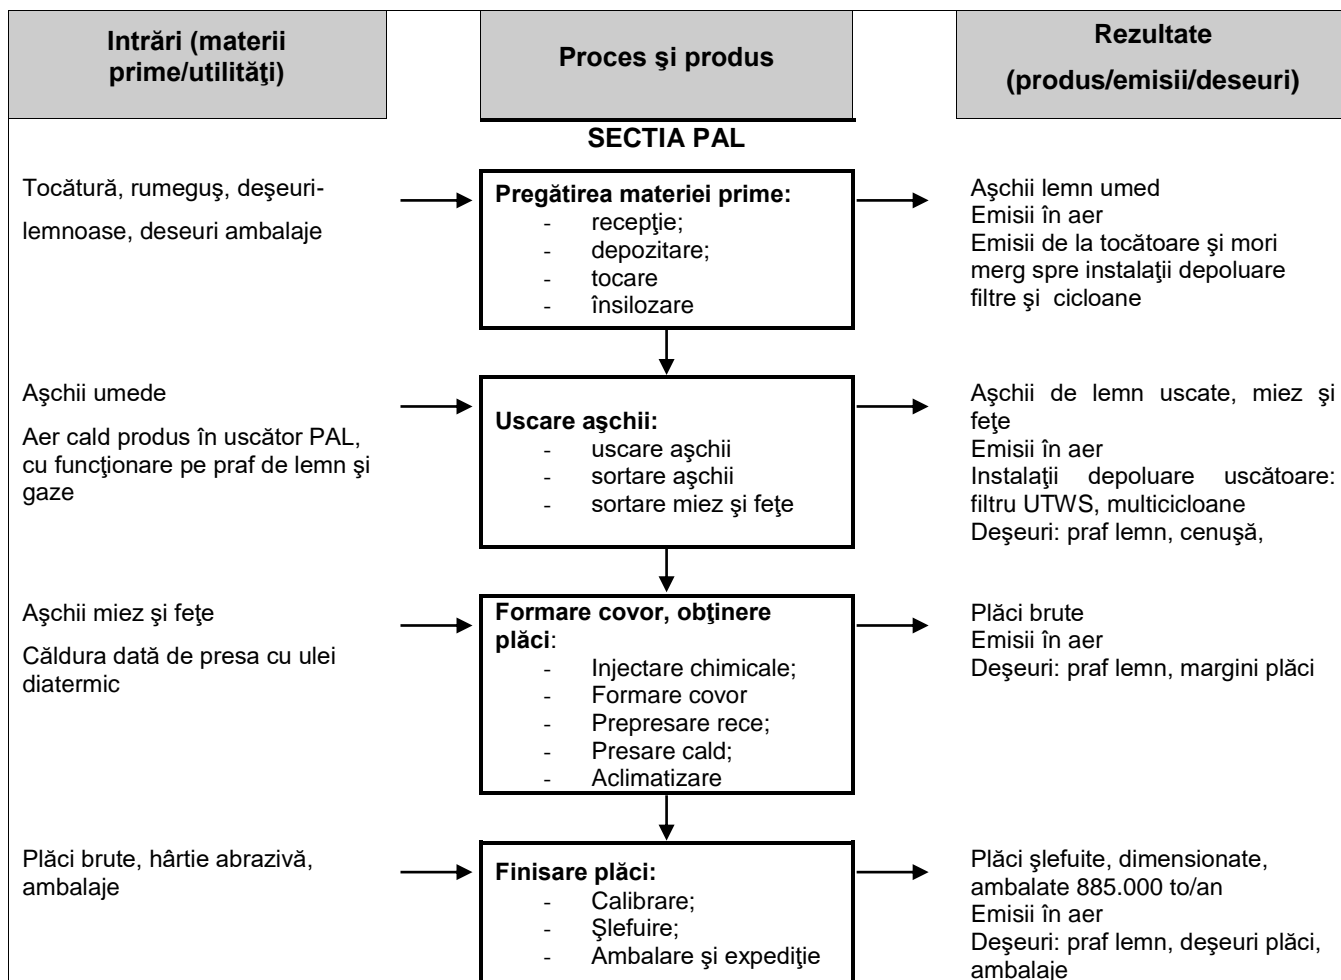 Intrări (materii
prime/utilităţi)
Proces şi produs
Rezultate
(produs/emisii/deseuri)
SECTIA PAL
Tocătură, rumeguş, deşeuri-
lemnoase, deseuri ambalaje
Pregătirea materiei prime:
- recepţie;
- depozitare;
- tocare
- însilozare
Aşchii lemn umed
Emisii în aer
Emisii de la tocătoare şi mori
merg spre instalaţii depoluare
filtre şi cicloane
Aşchii umede
Aer cald produs în uscător PAL,
cu funcţionare pe praf de lemn şi
gaze
Uscare aşchii:
- uscare aşchii
- sortare aşchii
- sortare miez şi feţe
Aşchii de lemn uscate, miez şi
feţe
Emisii în aer
Instalaţii depoluare uscătoare:
filtru UTWS, multicicloane
Deşeuri: praf lemn, cenuşă,
Aşchii miez şi feţe
Căldura dată de presa cu ulei
diatermic
Formare covor, obţinere
plăci:
- Injectare chimicale;
- Formare covor
- Prepresare rece;
- Presare cald;
- Aclimatizare
Plăci brute
Emisii în aer
Deşeuri: praf lemn, margini plăci
Plăci brute, hârtie abrazivă,
ambalaje
Finisare plăci:
- Calibrare;
- Şlefuire;
- Ambalare şi expediţie
Plăci şlefuite, dimensionate,
ambalate 885.000 to/an
Emisii în aer
Deşeuri: praf lemn, deşeuri plăci,
ambalaje